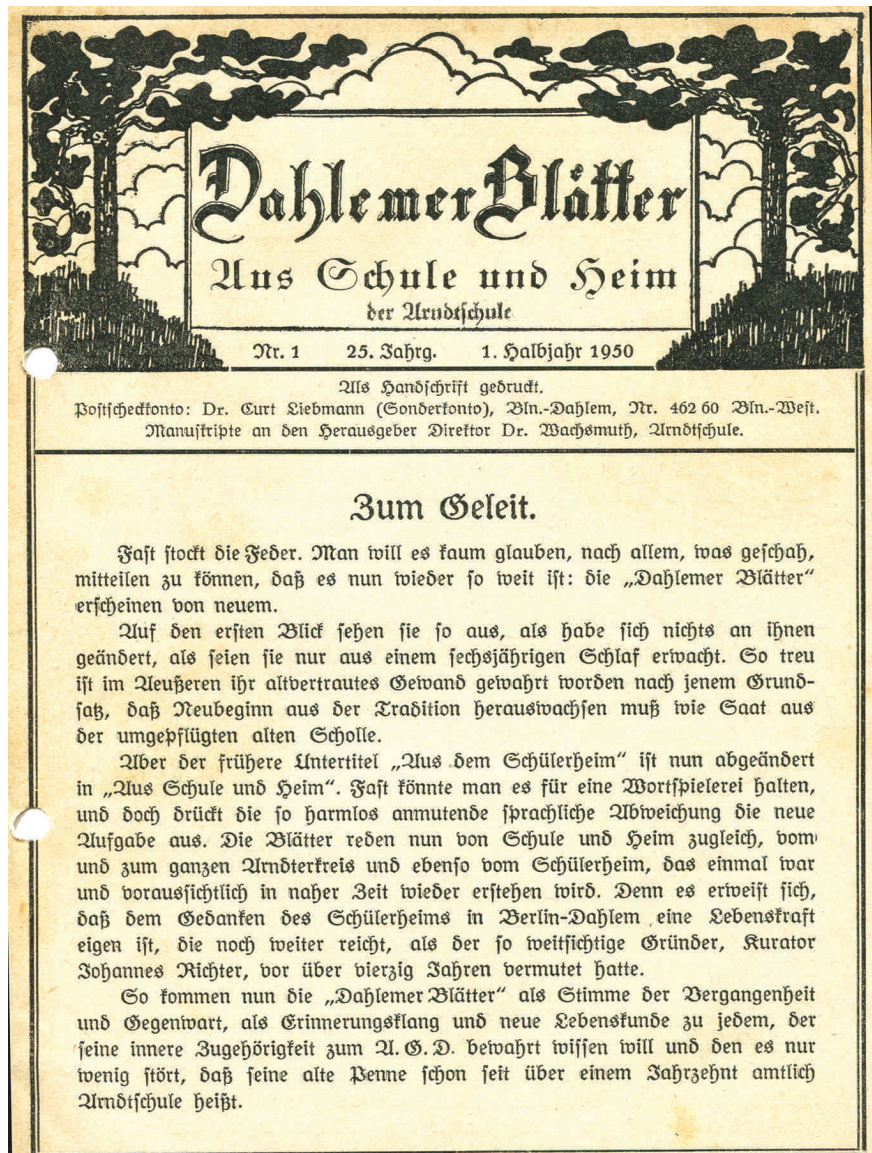 Dahlemer Blätter
Aus Schule und Heim
der Arndtschule
Nr. 1 25. Jahrg. 1. Halbjahr 1950
Als Handschrift gedruckt.
Postscheckkonto: Dr. Curt Liebmann (Sonderkonto), Bln.-Dahlem, Nr. 462 60 Bln.-West.
Manuskripte an den Herausgeber Direktor Dr. Wachsmuth, Arndtschule.
Zum Geleit.
Fast stockt die Feder. Man will es kaum glauben, nach allem, was geschah,
mitteilen zu können, daß es nun wieder so weit ist: die „Dahlemer Blätter“
erscheinen von neuem.
Auf den ersten Blick sehen sie so aus, als habe sich nichts an ihnen
geändert, als seien sie nur aus einem sechsjährigen Schlaf erwacht. So treu
ist im Aeußeren ihr altvertrautes Gewand gewahrt worden nach jenem Grund-
satz, daß Neubeginn aus der Tradition herauswachsen muß wie Saat aus
der umgepflügten alten Scholle.
Aber der frühere Untertitel „Aus dem Schülerheim“ ist nun abgeändert
in „Aus Schule und Heim“. Fast könnte man es für eine Wortspielerei halten,
und doch drückt die so harmlos anmutende sprachliche Abweichung die neue
Aufgabe aus. Die Blätter reden nun von Schule und Heim zugleich, vom
und zum ganzen Arndterkreis und ebenso vom Schülerheim, das einmal war
und voraussichtlich in naher Zeit wieder erstehen wird. Denn es erweist sich,
daß dem Gedanken des Schülerheims in Berlin-Dahlem eine Lebenskraft
eigen ist, die noch weiter reicht, als der so weitsichtige Gründer, Kurator
Johannes Richter, vor über vierzig Jahren vermutet hatte.
So kommen nun die „Dahlemer Blätter“ als Stimme der Vergangenheit
und Gegenwart, als Erinnerungsklang und neue Lebenskunde zu jedem, der
seine innere Zugehörigkeit zum A. G. D. bewahrt wissen will und den es nur
wenig stört, daß seine alte Penne schon seit über einem Jahrzehnt amtlich
Arndtschule heißt.